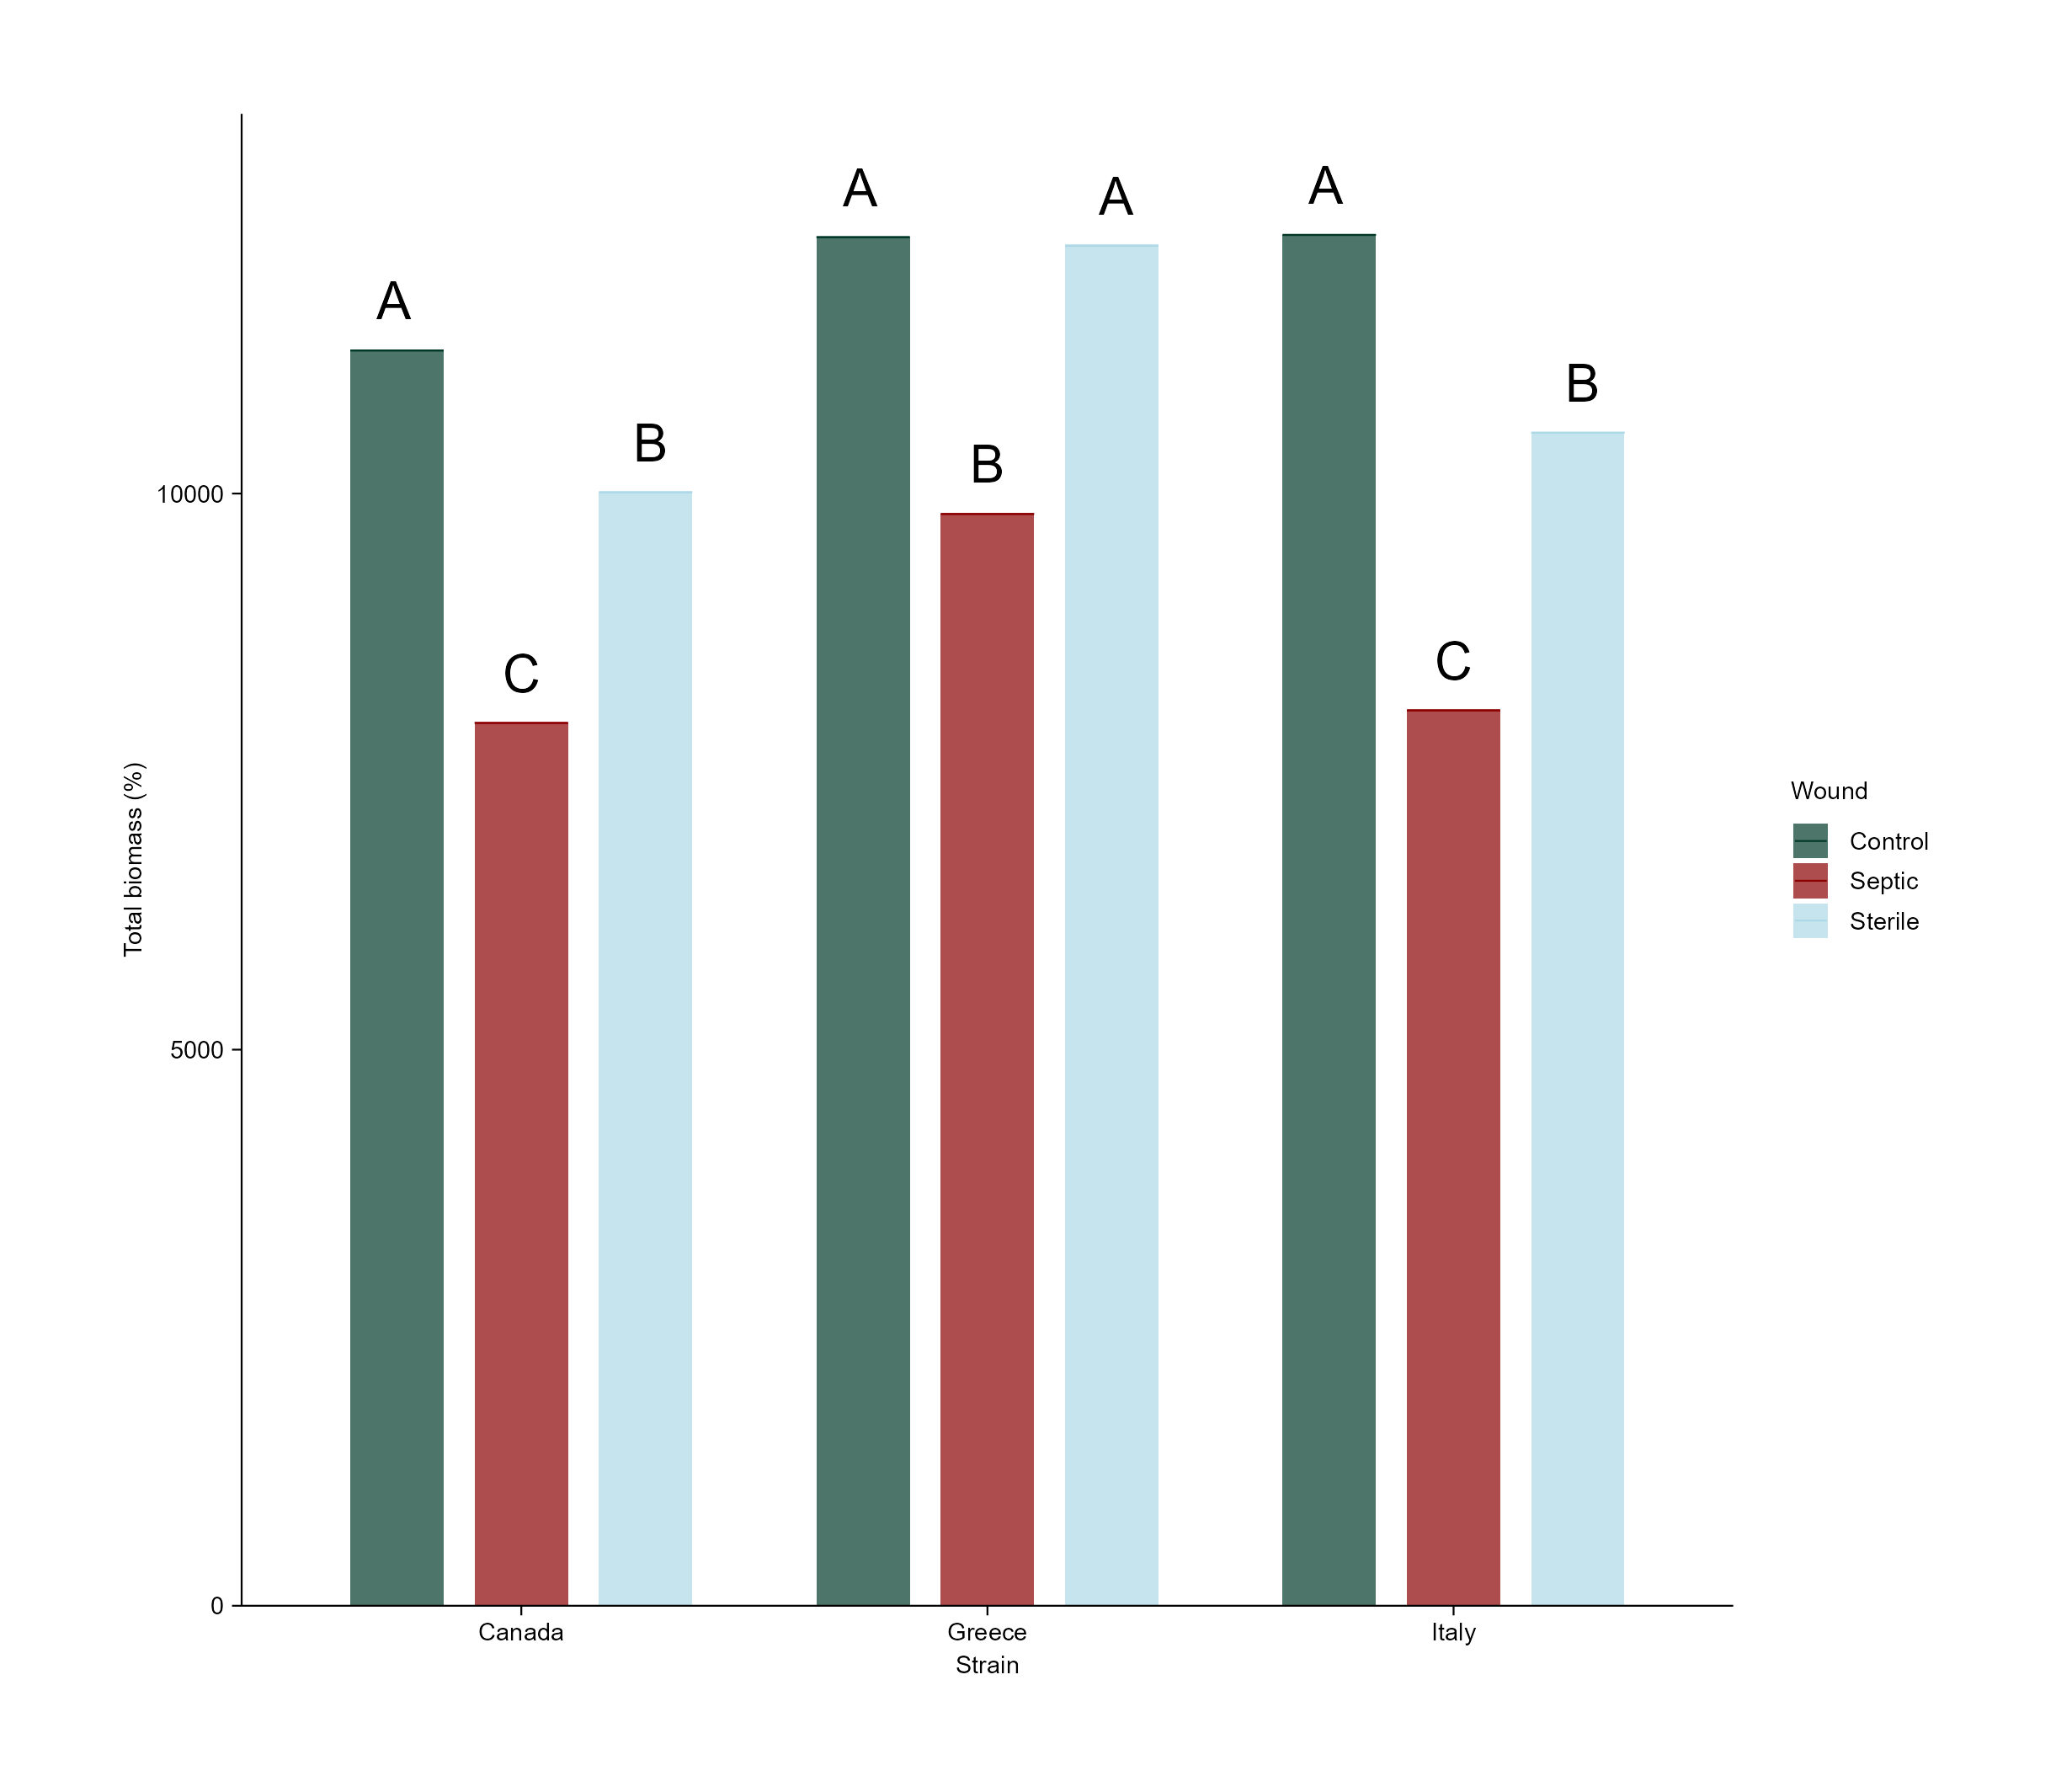 A
A
A
A
B
B
B
C
C
10000
5000
0
Total biomass (%)
Canada
Greece
Italy
Strain
Wound
Control
Septic
Sterile